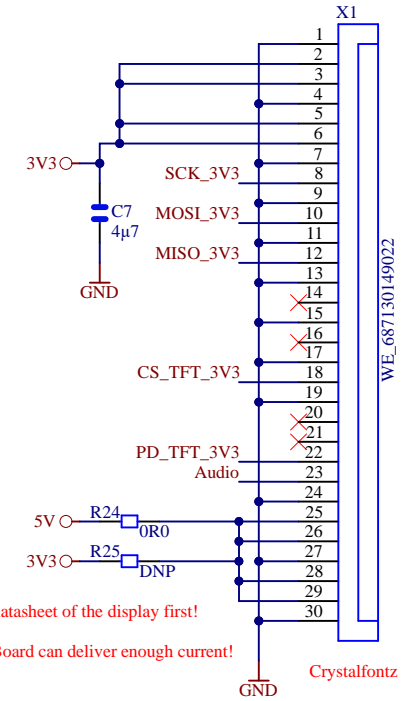 X1
1
2
3
4
5
6
3V3
7
SCK_3V3
8
9
C7
MOSI_3V3
10
4µ7
11
MISO_3V3
12
13
GND
14
15
16
17
CS_TFT_3V3
18
19
20
21
PD_TFT_3V3
22
Audio
23
24
5V
R24
0R0
25
26
3V3
R25
DNP
27
28
29
30
WE_687130149022
datasheet of the display first!
Board can deliver enough current!
Crystalfontz
GND